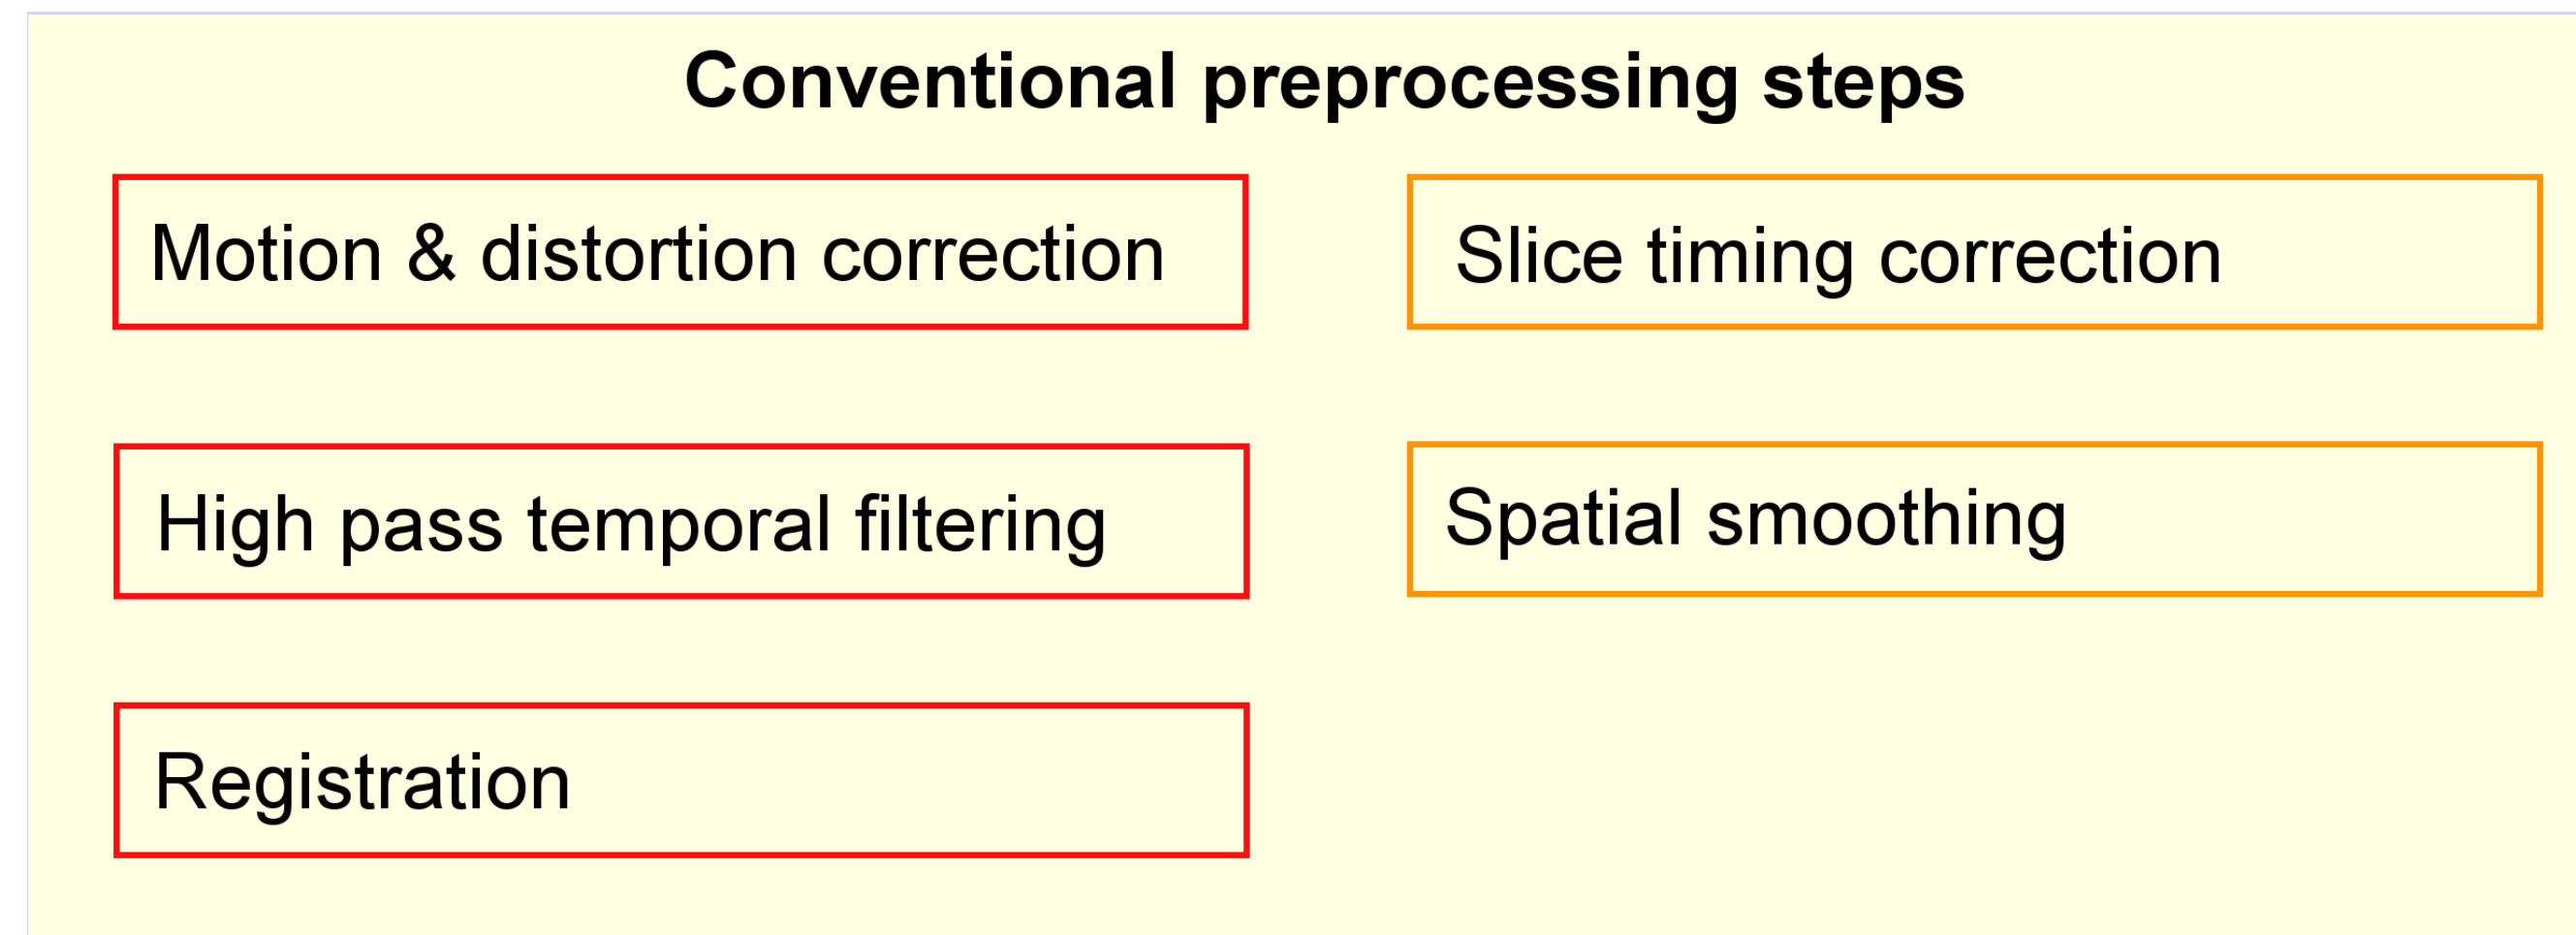 Conventional preprocessing steps
Motion & distortion correction
Slice timing correction
High pass temporal filtering
Spatial smoothing
Registration